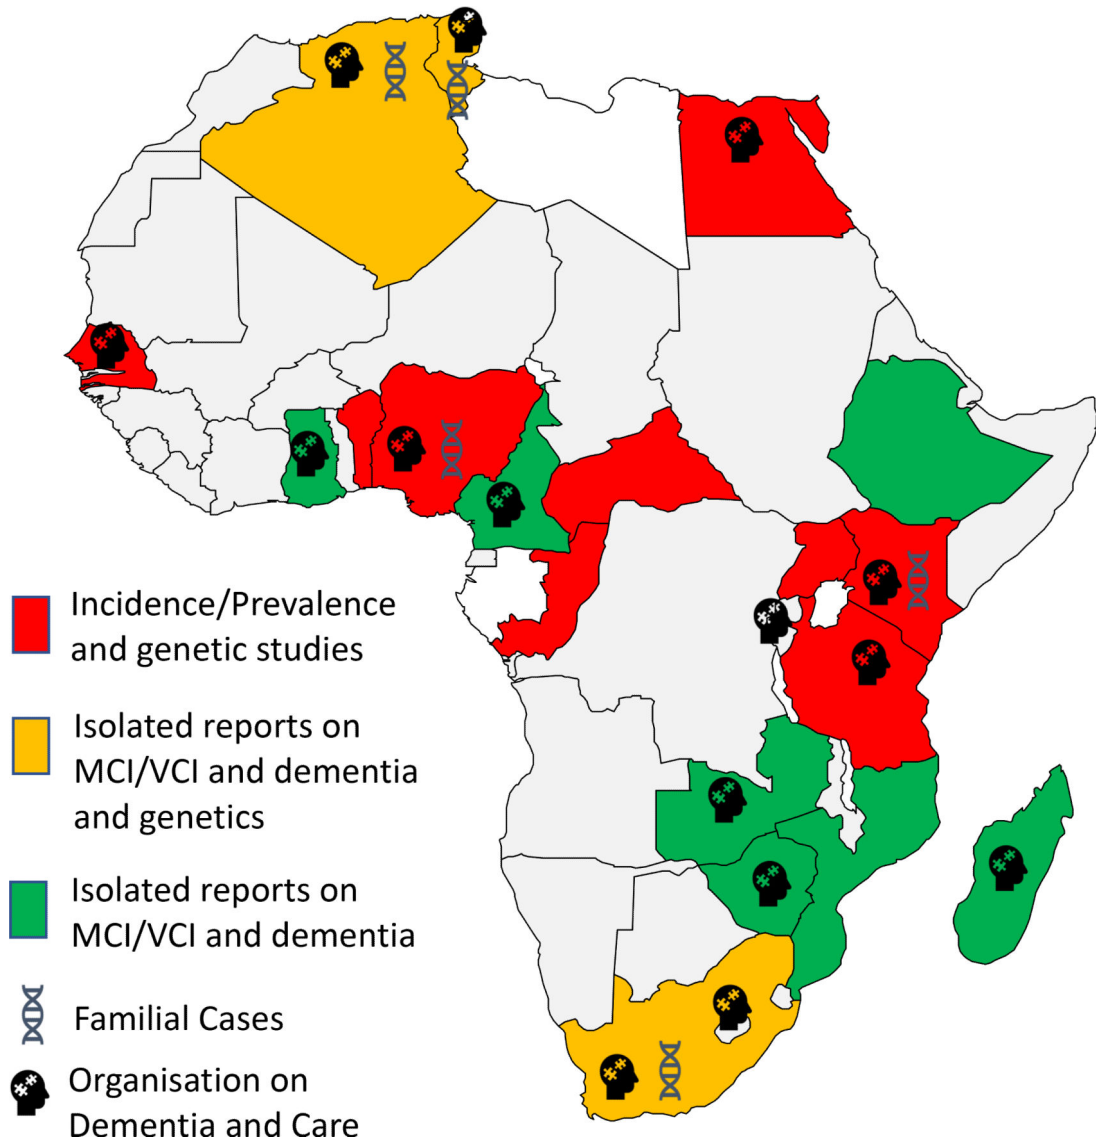 Incidence/Prevalence
and genetic studies
Isolated reports on
MCI/VCI and dementia
and genetics
Isolated reports on
MCI/VCI and dementia
Familial Cases
Organisation on
Dementia and Care